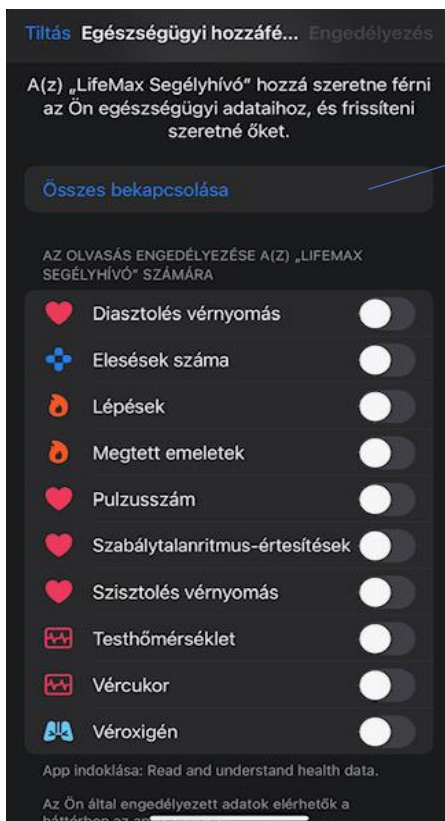 Tiltás Egészségügyi hozzáfé... Engedélyezés
A(z) „LifeMax Segélyhívó” hozzá szeretne férni
az Ön egészségügyi adataihoz, és frissíteni
szeretné őket.
Összes bekapcsolása
AZ OLVASÁS ENGEDÉLYEZÉSE A(Z) „LIFEMAX
SEGÉLYHÍVÓ” SZÁMÁRA
Diasztolés vérnyomás
Elesések száma
Lépések
Megtett emeletek
Pulzusszám
Szabálytalanritmus-értesítések
Szisztolés vérnyomás
Testhőmérséklet
Vércukor
Véroxigén
App indoklása: Read and understand health data.
Az Ön által engedélyezett adatok elérhetők a